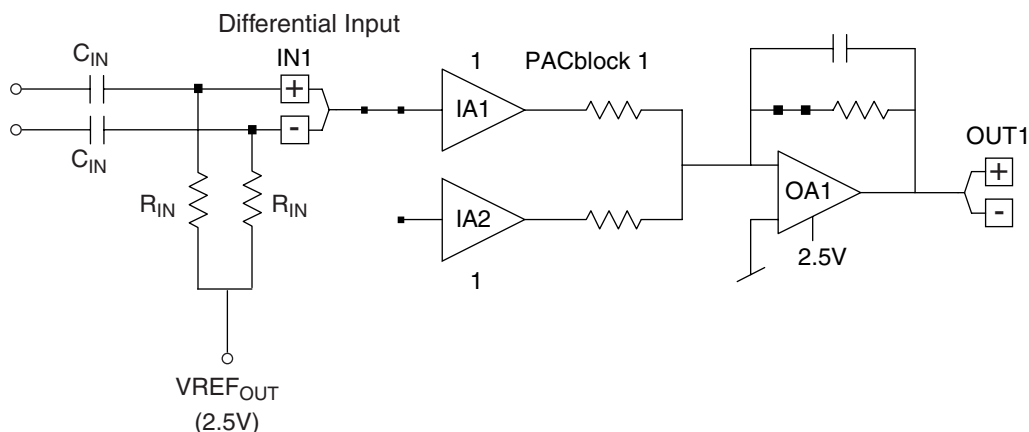 Differential Input
C_IN
IN1
1
PACblock 1
+
IA1
-
OUT1
C_IN
+
OA1
R_IN
R_IN
IA2
-
2.5V
1
VREF_OUT
(2.5V)